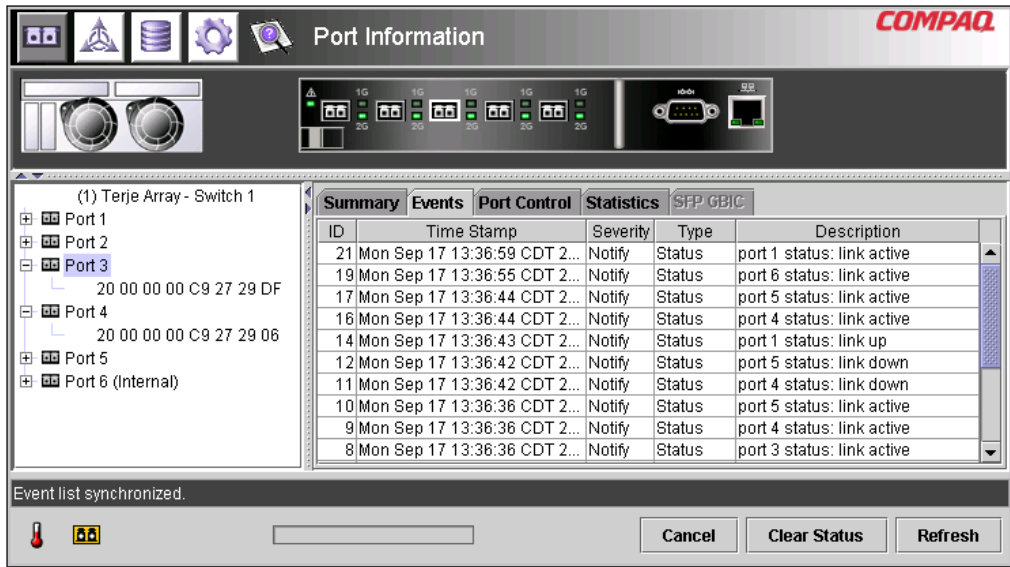 Port Information
COMPAQ
1G 1G 1G 1G 1G
2G 2G 2G 2G 2G
(1) Terje Array - Switch 1
Port 1
Port 2
Port 3
20 00 00 00 C9 27 29 DF
Port 4
20 00 00 00 C9 27 29 06
Port 5
Port 6 (Internal)
Summary Events Port Control Statistics SFP GBIC
ID Time Stamp Severity Type Description
21 Mon Sep 17 13:36:59 CDT 2... Notify Status port 1 status: link active
19 Mon Sep 17 13:36:55 CDT 2... Notify Status port 6 status: link active
17 Mon Sep 17 13:36:44 CDT 2... Notify Status port 5 status: link active
16 Mon Sep 17 13:36:44 CDT 2... Notify Status port 4 status: link active
14 Mon Sep 17 13:36:43 CDT 2... Notify Status port 1 status: link up
12 Mon Sep 17 13:36:42 CDT 2... Notify Status port 5 status: link down
11 Mon Sep 17 13:36:42 CDT 2... Notify Status port 4 status: link down
10 Mon Sep 17 13:36:36 CDT 2... Notify Status port 5 status: link active
9 Mon Sep 17 13:36:36 CDT 2... Notify Status port 4 status: link active
8 Mon Sep 17 13:36:36 CDT 2... Notify Status port 3 status: link active
Event list synchronized.
Cancel Clear Status Refresh